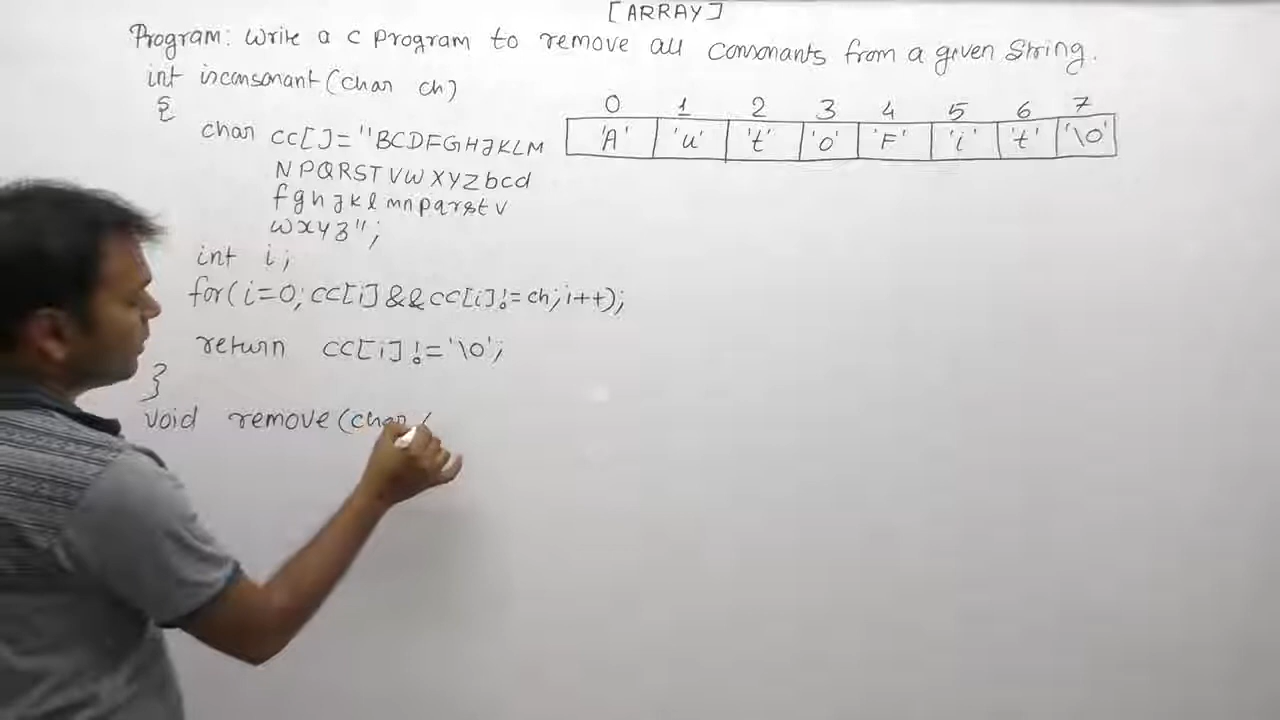 [ARRAY]
Program: Write a C program to remove all consonants from a given string.
int isconsonant(char ch)
{
char CC[]="BCDFGHJKLM
NPQRSTVWXYZbcd
fghjklmnpqrstv
wxyz";
int i;
for(i=0;CC[i]&&CC[i]!=ch;i++);
return CC[i]!='\0';
}
void remove(char
0 1 2 3 4 5 6 7
'A' 'u' 't' 'o' 'F' 'i' 't' '\0'